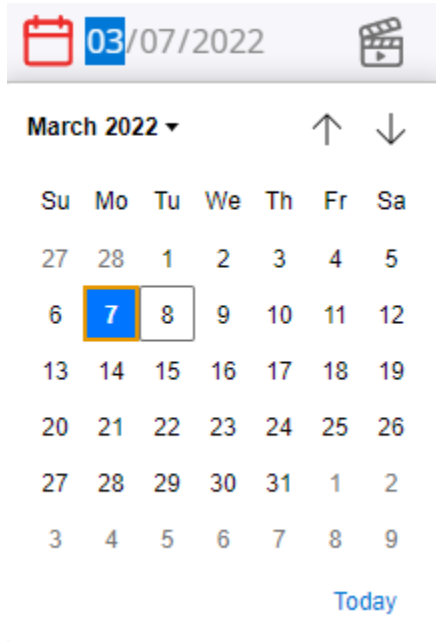 03/07/2022
March 2022
Su Mo Tu We Th Fr Sa
27 28 1 2 3 4 5
6 7 8 9 10 11 12
13 14 15 16 17 18 19
20 21 22 23 24 25 26
27 28 29 30 31 1 2
3 4 5 6 7 8 9
Today